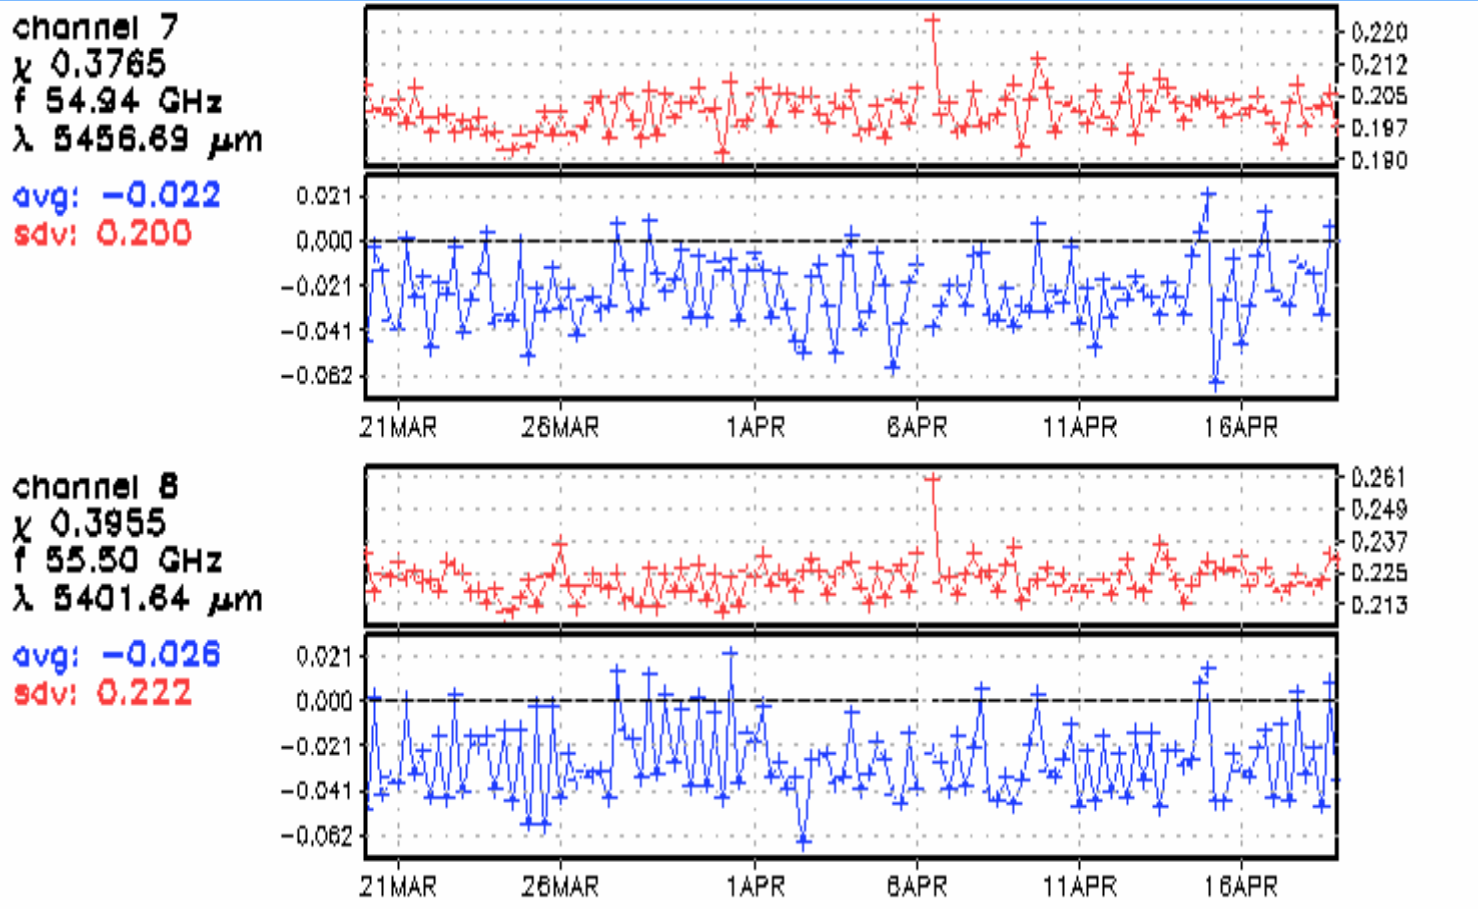 channel 7
χ 0.3765
f 54.94 GHz
λ 5456.69 μm
avg: -0.022
sdv: 0.200
0.220
0.212
0.205
0.197
0.190
0.021
0.000
-0.021
-0.041
-0.062
21MAR 26MAR 1APR 6APR 11APR 16APR
channel 8
χ 0.3955
f 55.50 GHz
λ 5401.64 μm
avg: -0.026
sdv: 0.222
0.261
0.249
0.237
0.225
0.213
0.021
0.000
-0.021
-0.041
-0.062
21MAR 26MAR 1APR 6APR 11APR 16APR